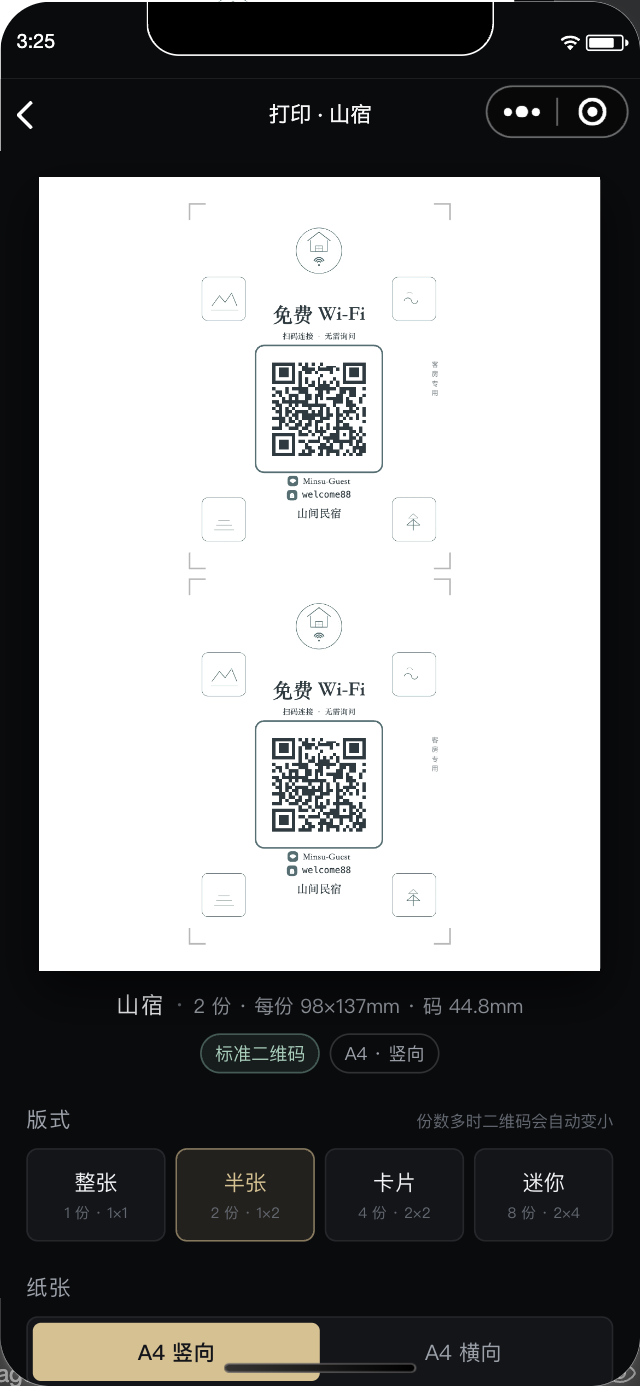 3:25
打印 · 山宿
免费 Wi-Fi
扫码连接 · 无需询问
客房专用
Minsu-Guest
welcome88
山间民宿
免费 Wi-Fi
扫码连接 · 无需询问
客房专用
Minsu-Guest
welcome88
山间民宿
山宿 · 2 份 · 每份 98×137mm · 码 44.8mm
标准二维码 A4 · 竖向
版式 份数多时二维码会自动变小
整张 半张 卡片 迷你
1 份 · 1×1 2 份 · 1×2 4 份 · 2×2 8 份 · 2×4
纸张
A4 竖向 A4 横向